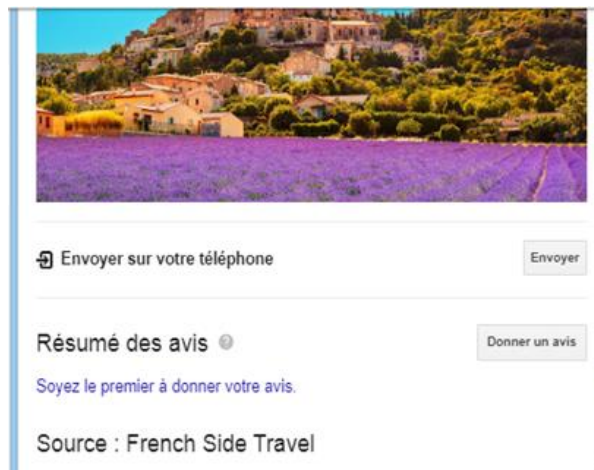 Envoyer sur votre téléphone
Envoyer
Résumé des avis
Donner un avis
Soyez le premier à donner votre avis.
Source : French Side Travel